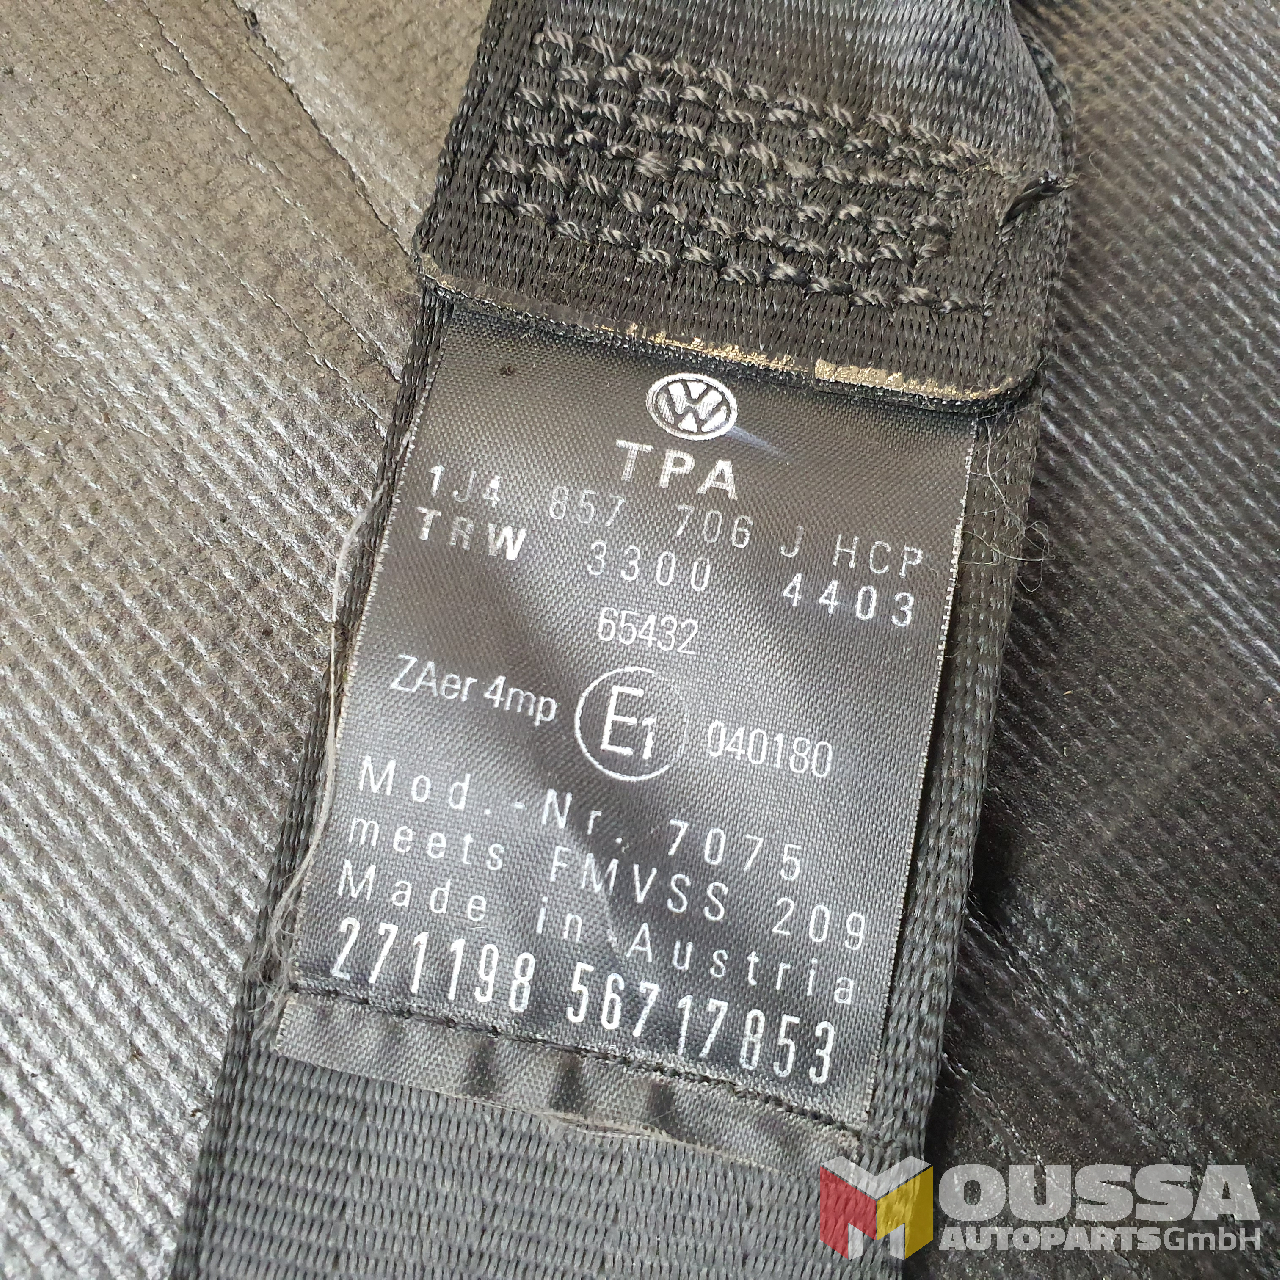 TPA
1J4 857 706 J HCP
TRW 3300 4403
65432
ZAer 4mp E1 040180
Mod.-Nr. 7075
meets FMVSS 209
Made in Austria
271198 56717853
MOUSSA
AUTOPARTS GmbH